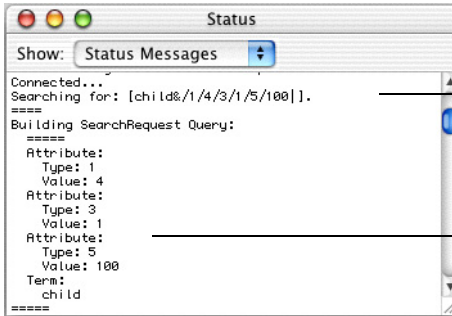 Status
Show: Status Messages
Connected...
Searching for: [child&/1/4/3/1/5/100|].
====
Building SearchRequest Query:
=====
Attribute:
Type: 1
Value: 4
Attribute:
Type: 3
Value: 1
Attribute:
Type: 5
Value: 100
Term:
child
=====